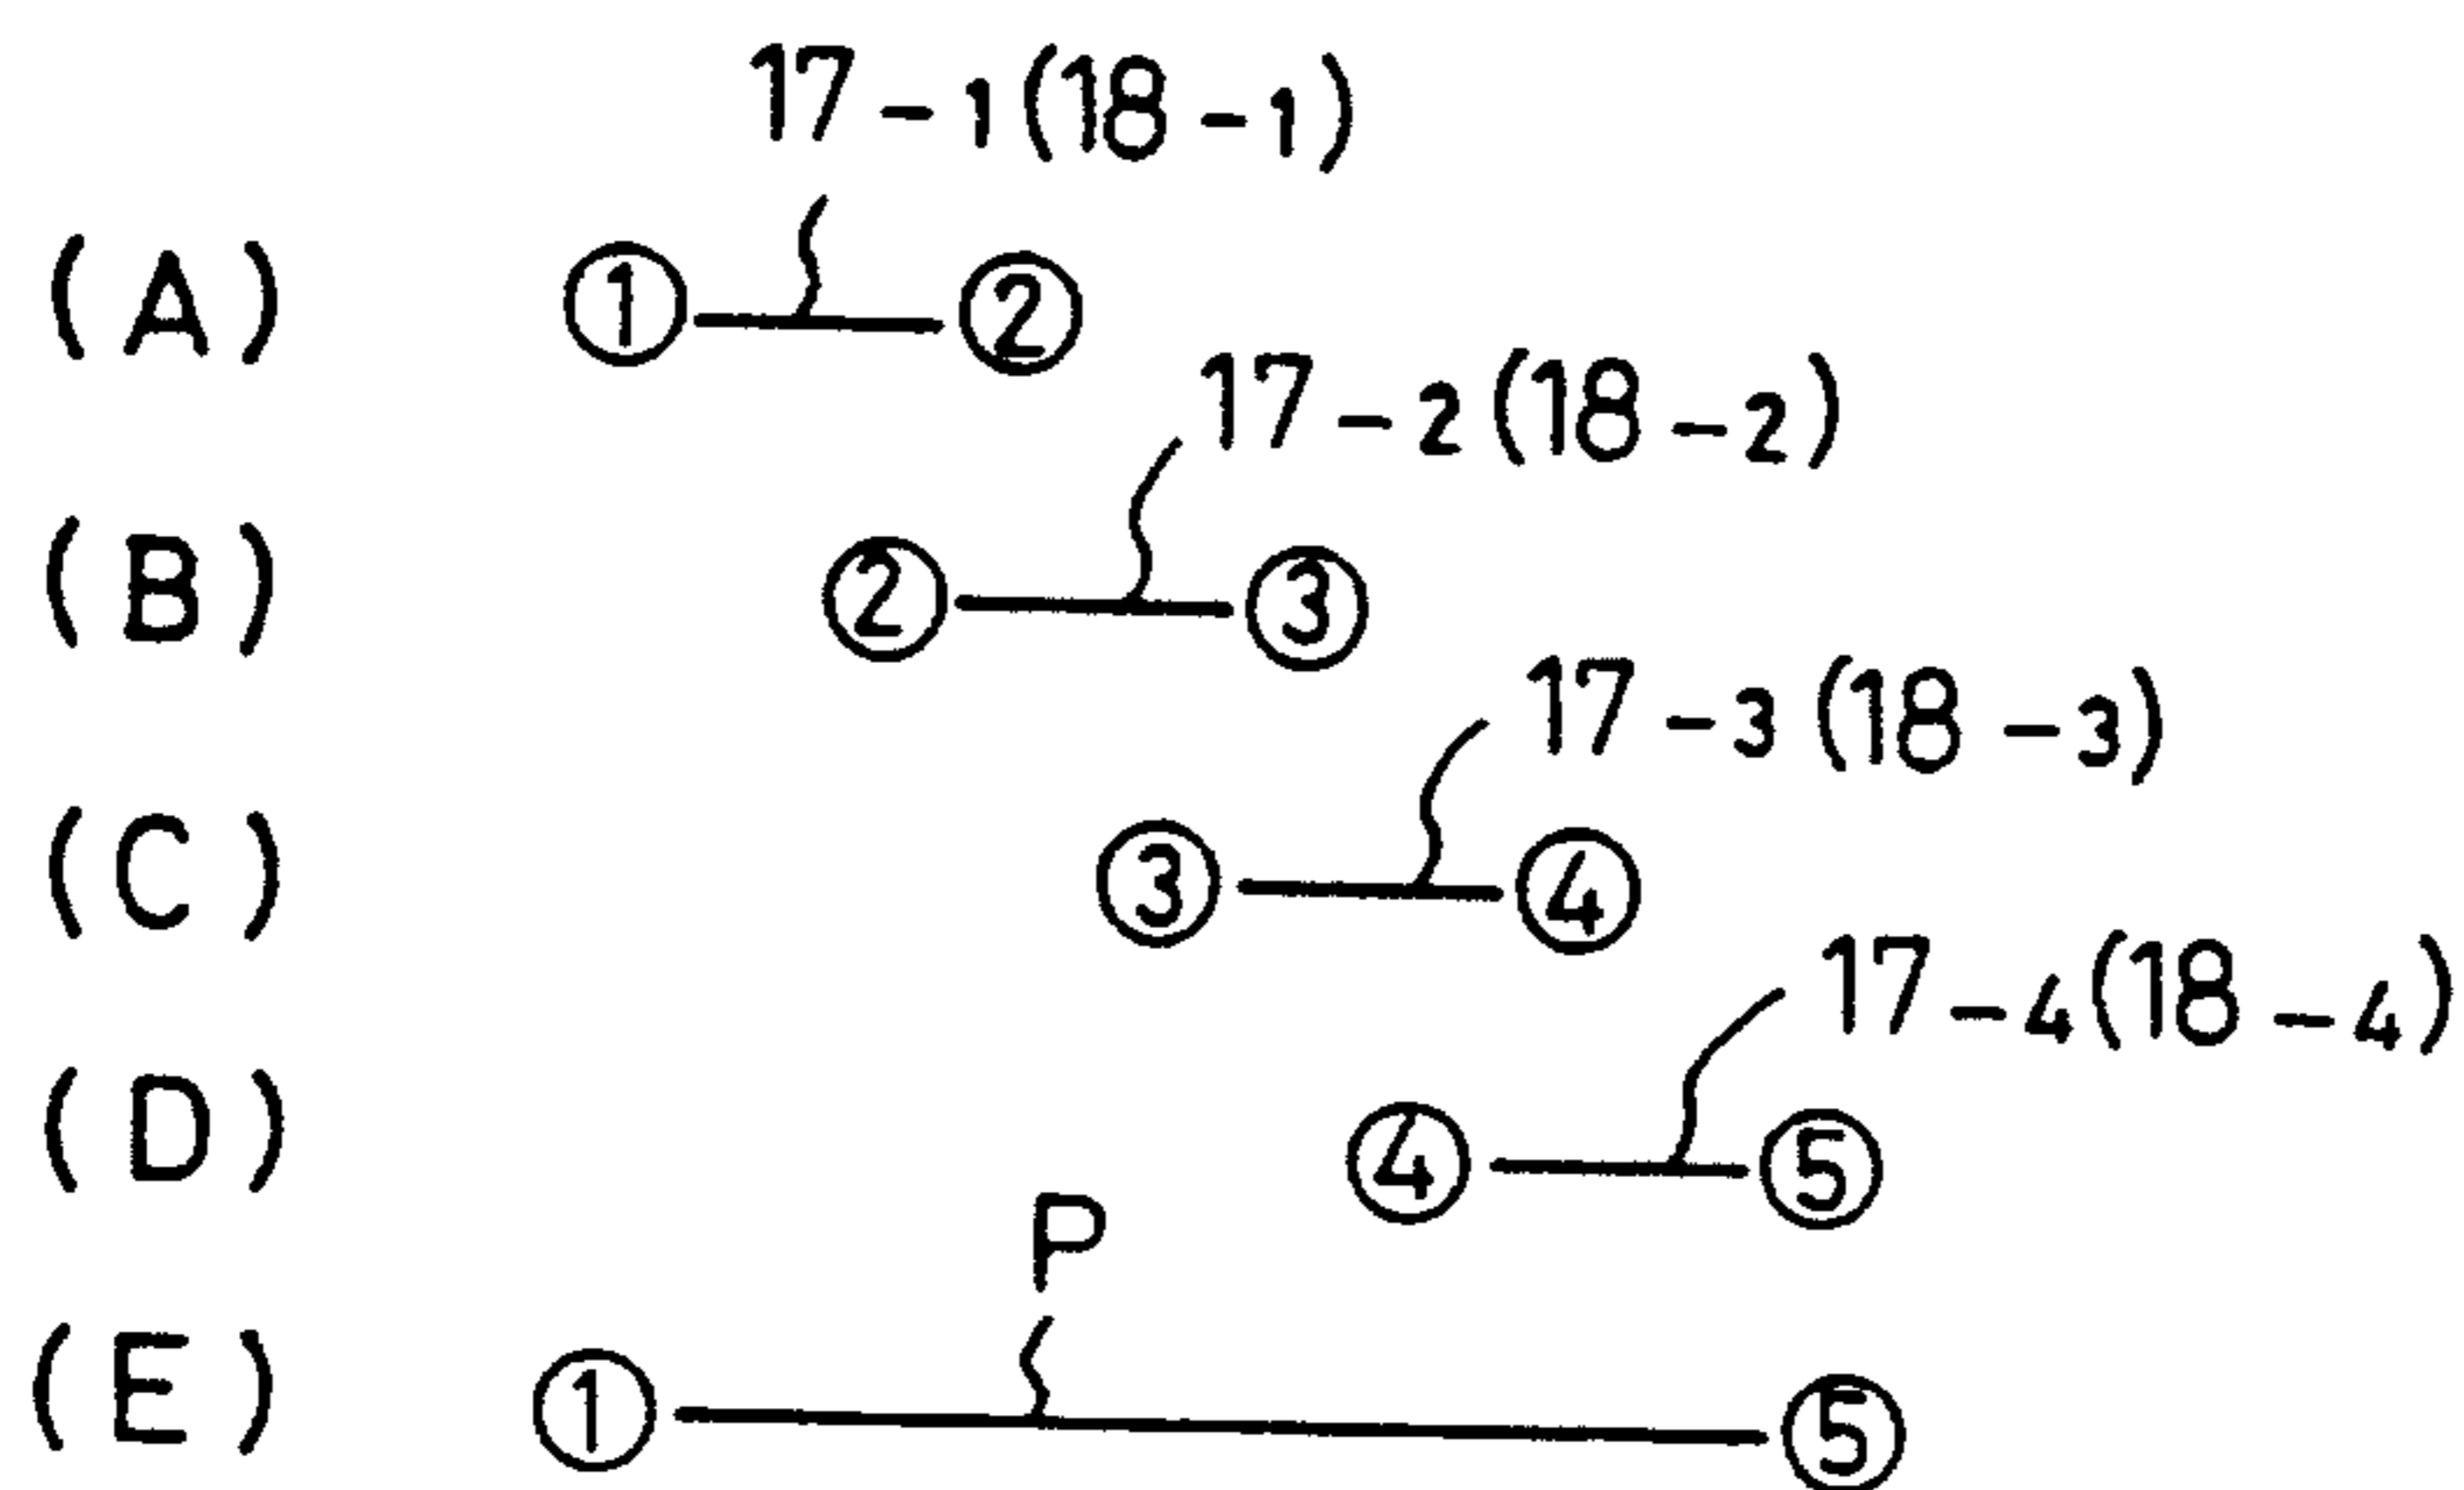 17-1(18-1)
(A) ① ②
17-2(18-2)
(B) ② ③
17-3(18-3)
(C) ③ ④
17-4(18-4)
(D) ④ ⑤
P
(E) ① ⑤